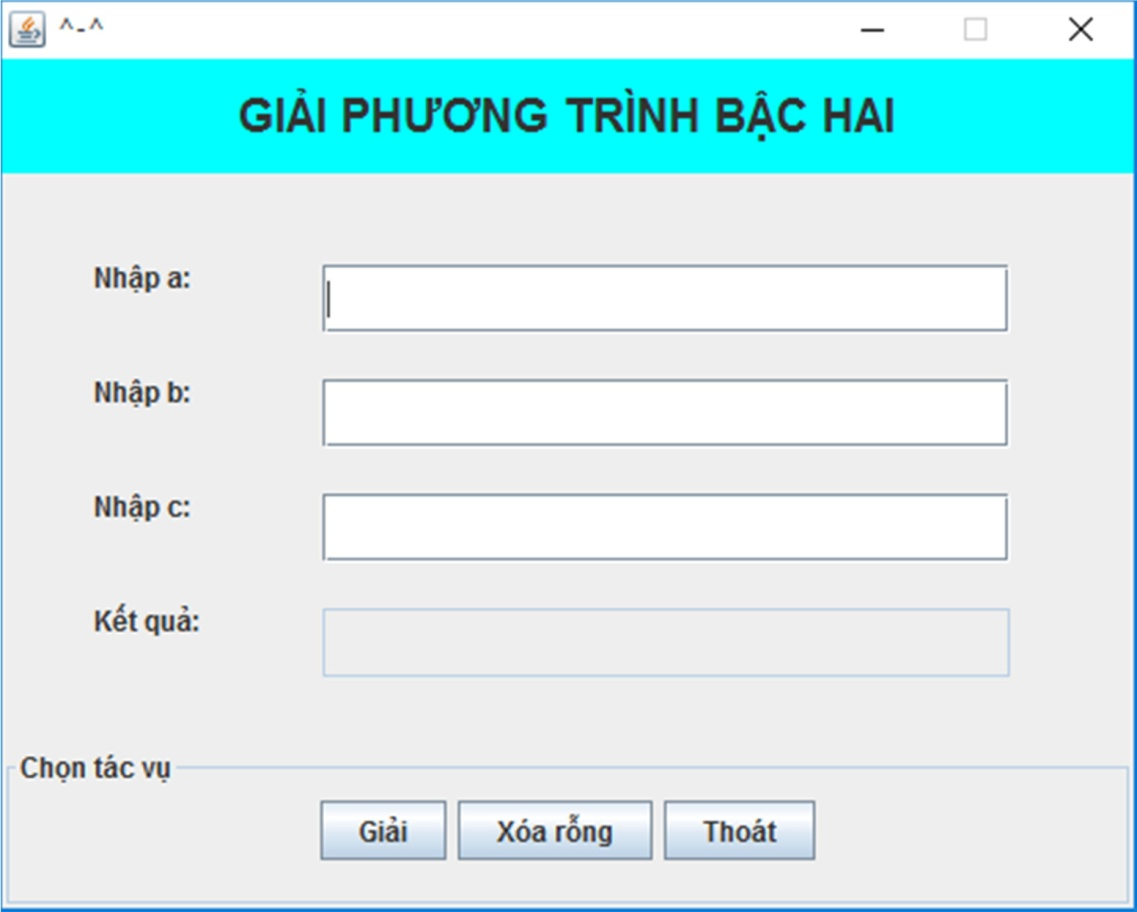 ^-^
GIẢI PHƯƠNG TRÌNH BẬC HAI
Nhập a:
Nhập b:
Nhập c:
Kết quả:
Chọn tác vụ
Giải Xóa rỗng Thoát